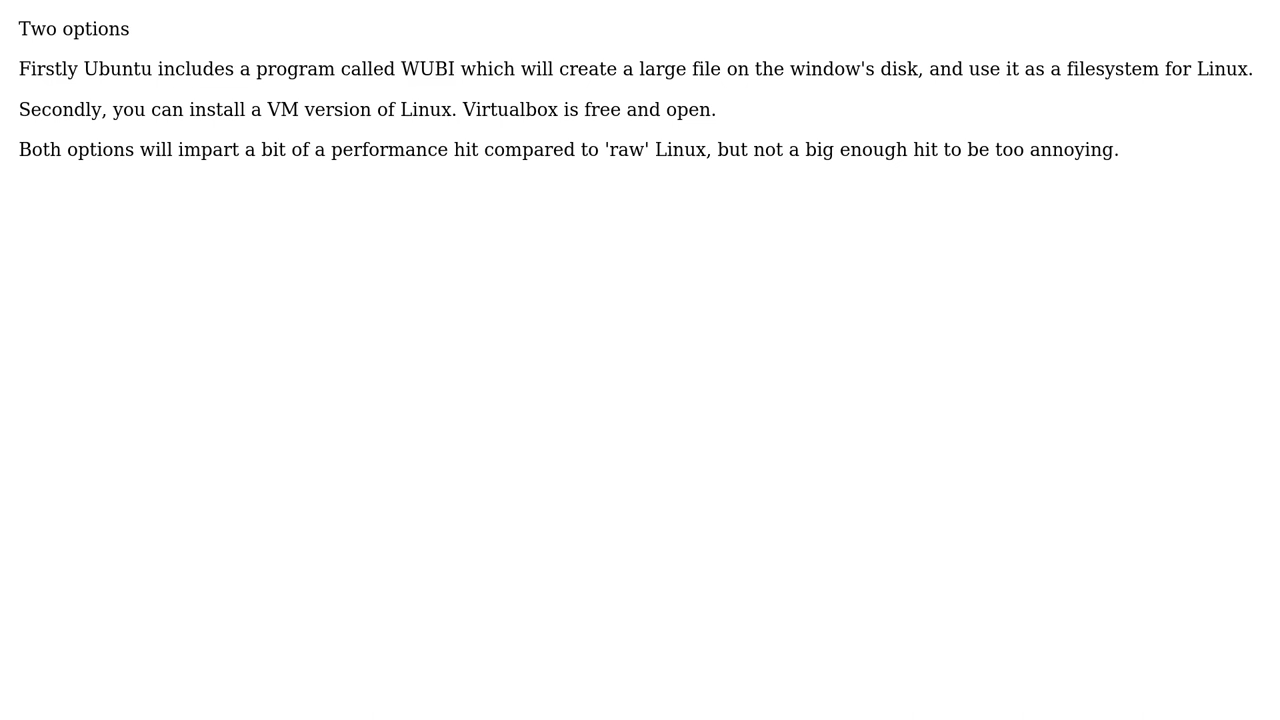 Two options
Firstly Ubuntu includes a program called WUBI which will create a large file on the window's disk, and use it as a filesystem for Linux.
Secondly, you can install a VM version of Linux. Virtualbox is free and open.
Both options will impart a bit of a performance hit compared to 'raw' Linux, but not a big enough hit to be too annoying.